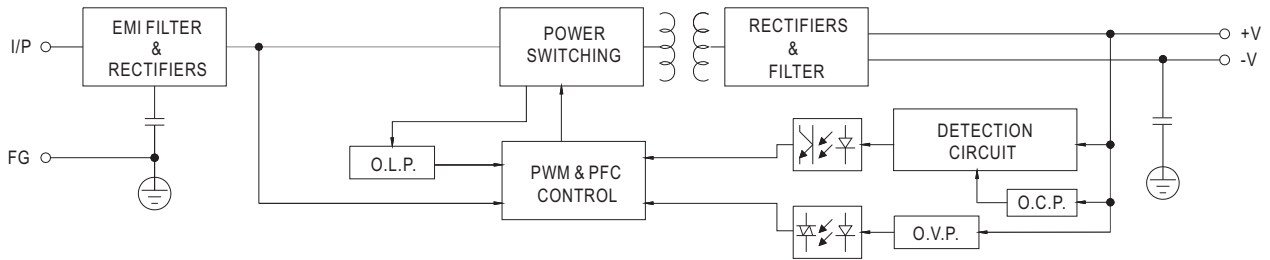 I/P
EMI FILTER
&
RECTIFIERS
POWER
SWITCHING
RECTIFIERS
&
FILTER
+V
-V
FG
O.L.P.
PWM & PFC
CONTROL
DETECTION
CIRCUIT
O.C.P.
O.V.P.